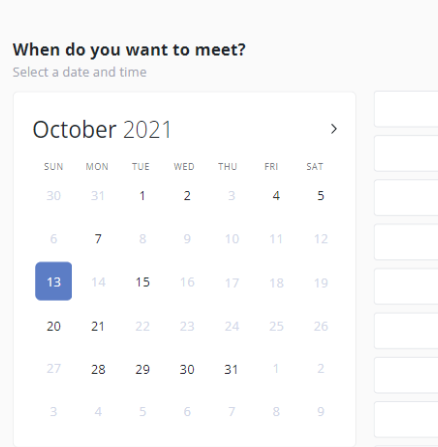 When do you want to meet?
Select a date and time
October 2021 >
SUN MON TUE WED THU FRI SAT
30 31 1 2 3 4 5
6 7 8 9 10 11 12
13 14 15 16 17 18 19
20 21 22 23 24 25 26
27 28 29 30 31 1 2
3 4 5 6 7 8 9